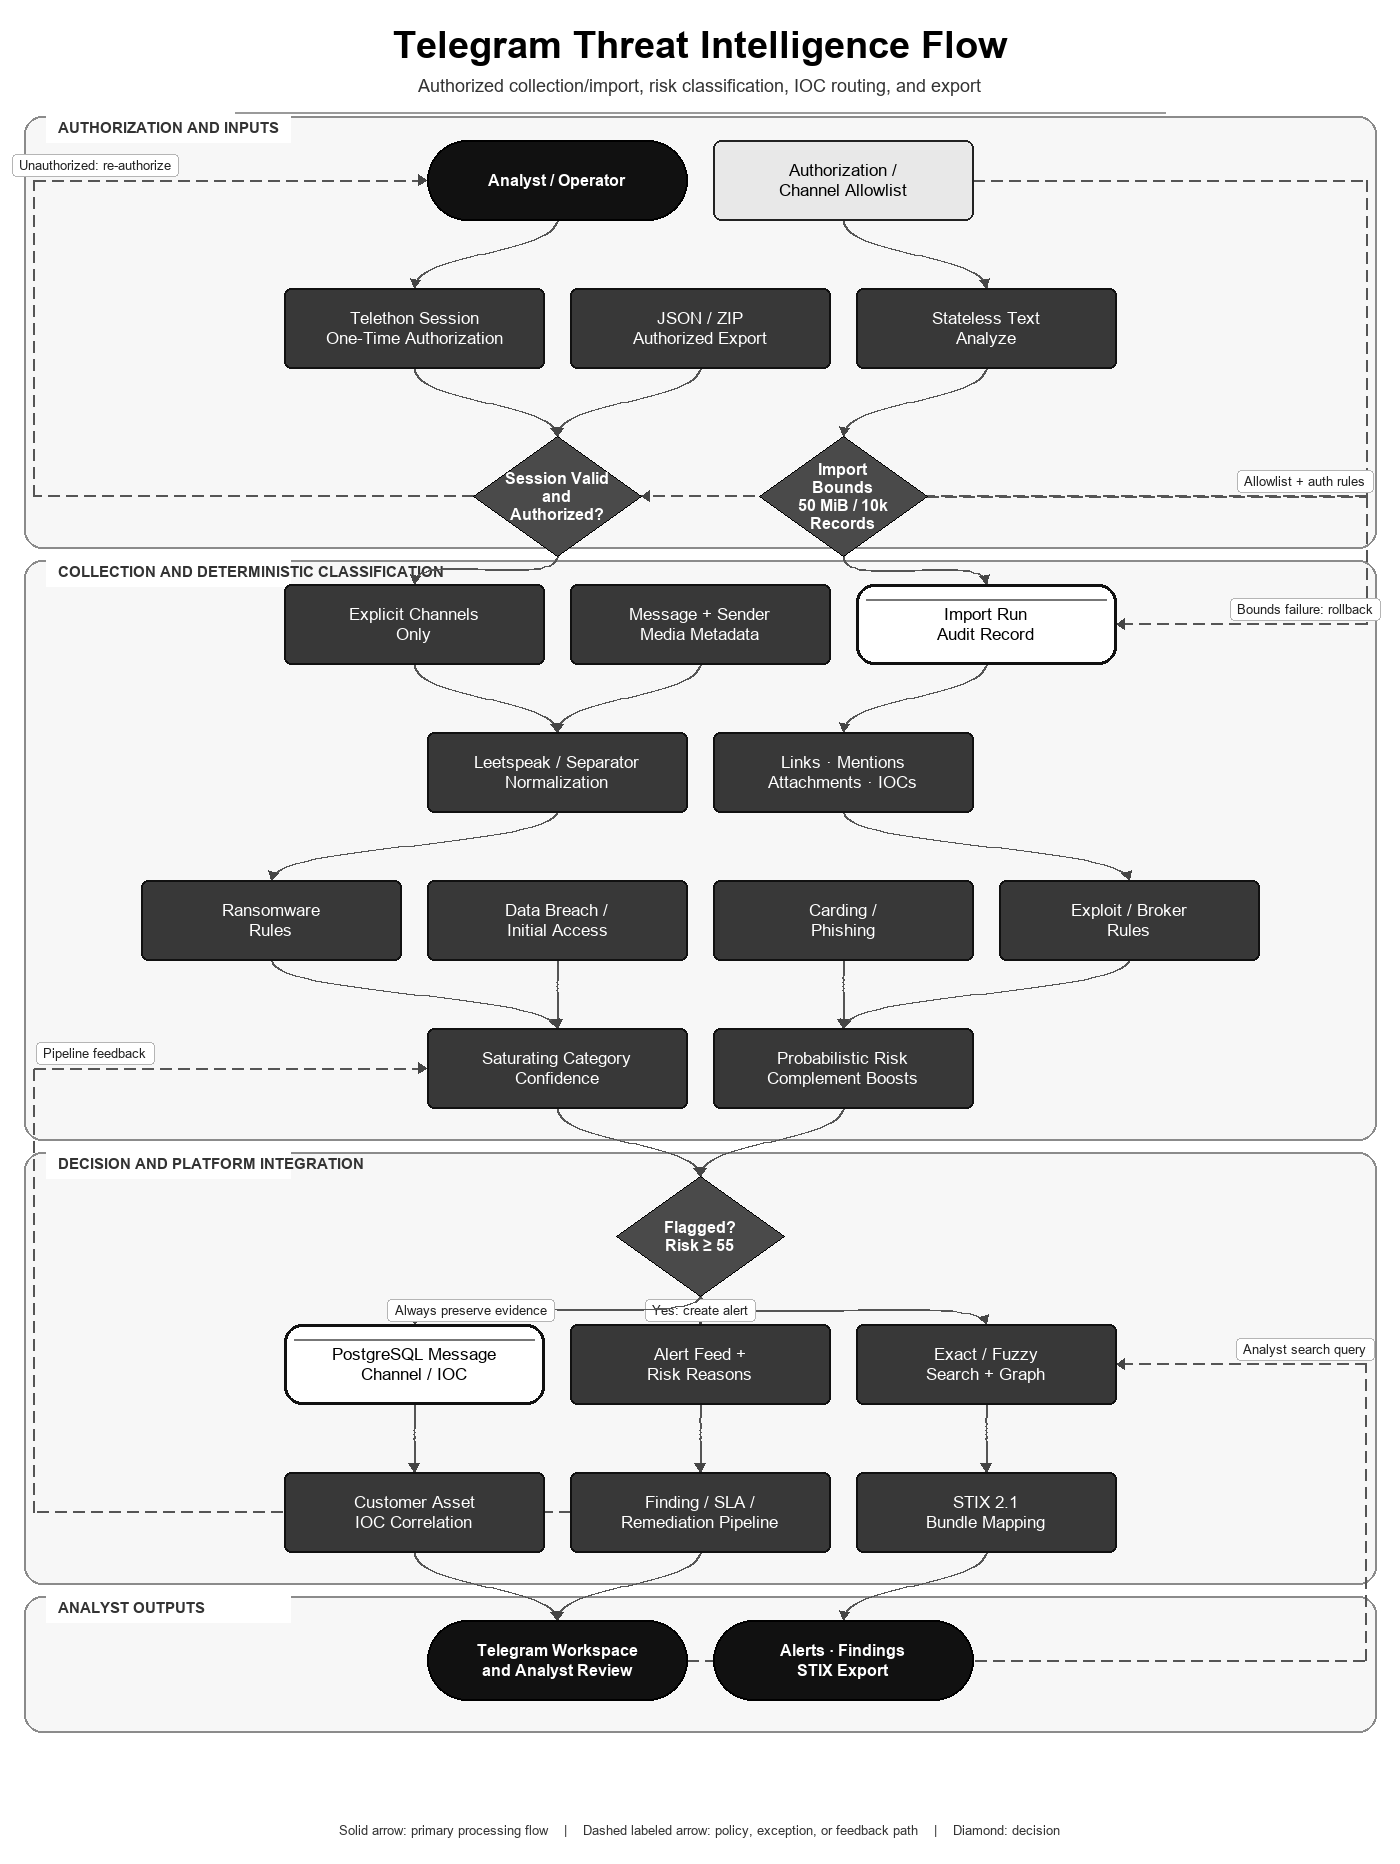 Telegram Threat Intelligence Flow
Authorized collection/import, risk classification, IOC routing, and export
AUTHORIZATION AND INPUTS
Unauthorized: re-authorize
Analyst / Operator
Authorization /
Channel Allowlist
Telethon Session
One-Time Authorization
JSON / ZIP
Authorized Export
Stateless Text
Analyze
Session Valid
and
Authorized?
Import
Bounds
50 MiB / 10k
Records
Allowlist + auth rules
COLLECTION AND DETERMINISTIC CLASSIFICATION
Explicit Channels
Only
Message + Sender
Media Metadata
Import Run
Audit Record
Bounds failure: rollback
Leetspeak / Separator
Normalization
Links · Mentions
Attachments · IOCs
Ransomware
Rules
Data Breach /
Initial Access
Carding /
Phishing
Exploit / Broker
Rules
Pipeline feedback
Saturating Category
Confidence
Probabilistic Risk
Complement Boosts
DECISION AND PLATFORM INTEGRATION
Flagged?
Risk ≥ 55
Always preserve evidence
Yes: create alert
PostgreSQL Message
Channel / IOC
Alert Feed +
Risk Reasons
Exact / Fuzzy
Search + Graph
Analyst search query
Customer Asset
IOC Correlation
Finding / SLA /
Remediation Pipeline
STIX 2.1
Bundle Mapping
ANALYST OUTPUTS
Telegram Workspace
and Analyst Review
Alerts · Findings
STIX Export
Solid arrow: primary processing flow | Dashed labeled arrow: policy, exception, or feedback path | Diamond: decision